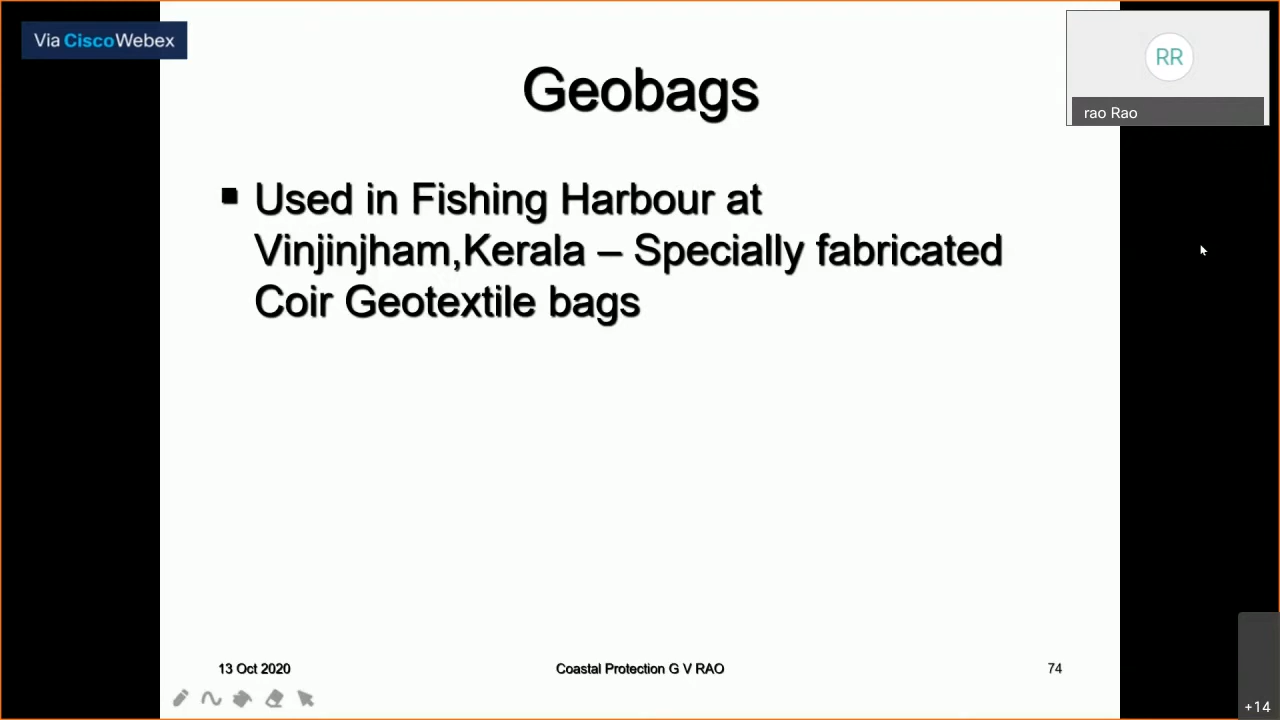 Via CiscoWebex
RR
rao Rao
Geobags
Used in Fishing Harbour at
Vinjinjham,Kerala – Specially fabricated
Coir Geotextile bags
13 Oct 2020
Coastal Protection G V RAO
74
+14